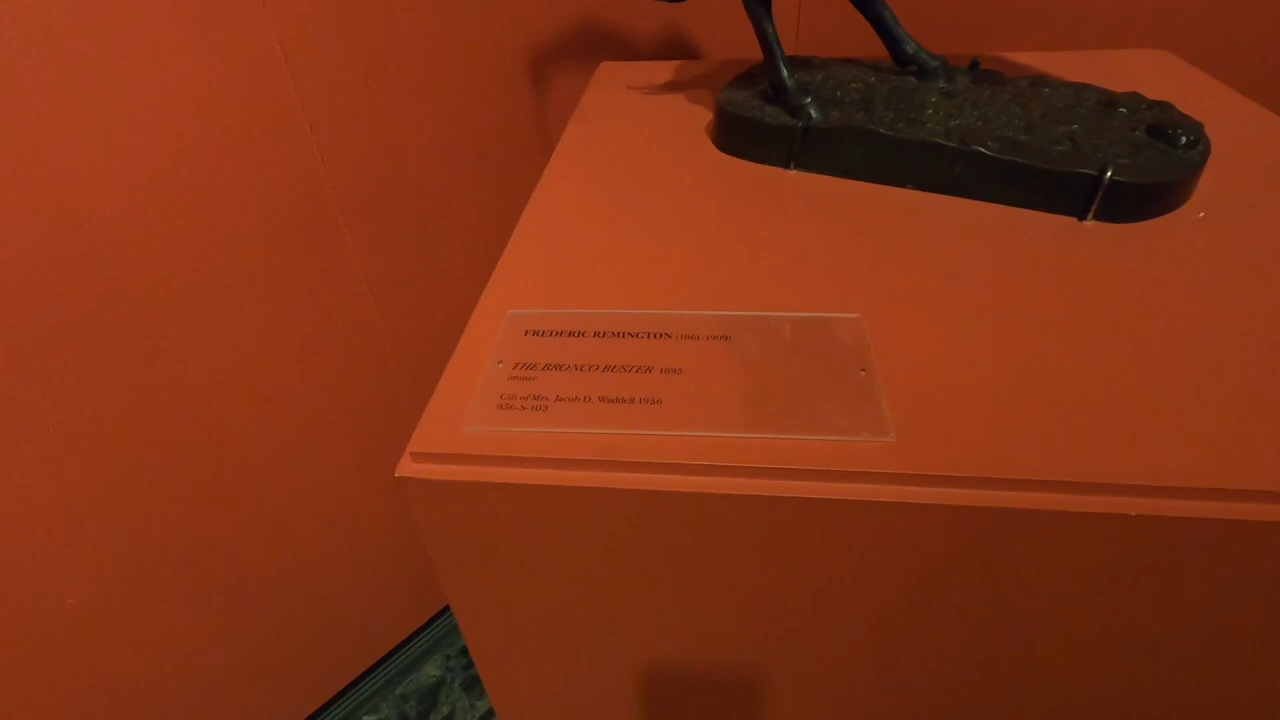 FREDERIC REMINGTON (1861-1909)
THE BRONCO BUSTER 1895
bronze
Gift of Mrs. Jacob D. Waddell 1956
956-S-103